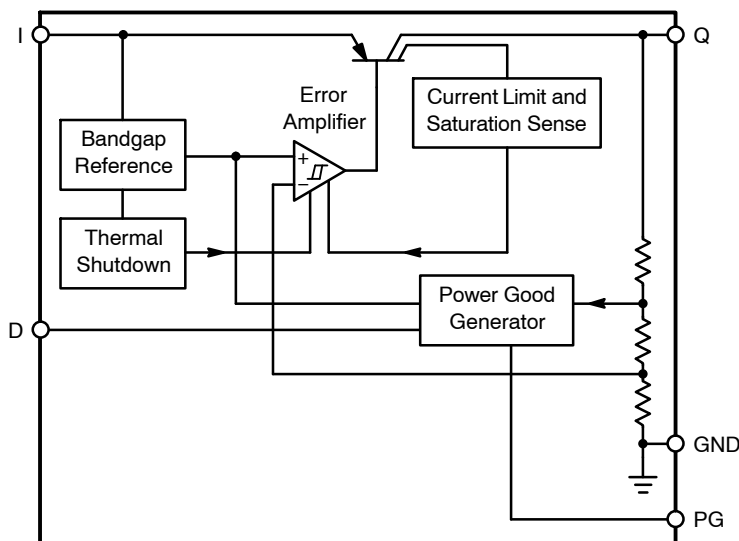 I
Q
Error
Amplifier
Current Limit and
Saturation Sense
Bandgap
Reference
+
−
Thermal
Shutdown
Power Good
Generator
D
GND
PG